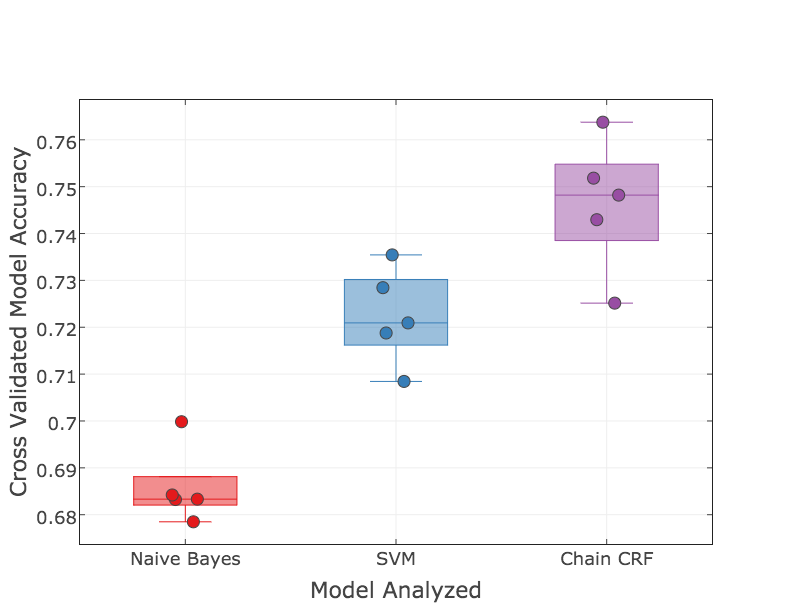 Cross Validated Model Accuracy
0.76
0.75
0.74
0.73
0.72
0.71
0.7
0.69
0.68
Naive Bayes
SVM
Chain CRF
Model Analyzed